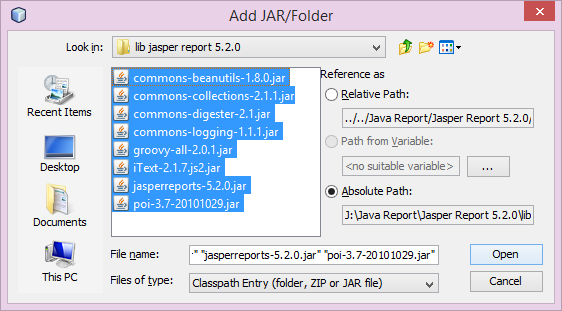 Add JAR/Folder
Look in: lib jasper report 5.2.0
Recent Items
Desktop
Documents
This PC
commons-beanutils-1.8.0.jar
commons-collections-2.1.1.jar
commons-digester-2.1.jar
commons-logging-1.1.1.jar
groovy-all-2.0.1.jar
iText-2.1.7.js2.jar
jasperreports-5.2.0.jar
poi-3.7-20101029.jar
Reference as
Relative Path:
../../Java Report/Jasper Report 5.2.0/
Path from Variable:
<no suitable variable> ...
Absolute Path:
J:\Java Report\Jasper Report 5.2.0\lib
File name: " "jasperreports-5.2.0.jar" "poi-3.7-20101029.jar" Open
Files of type: Classpath Entry (folder, ZIP or JAR file) Cancel